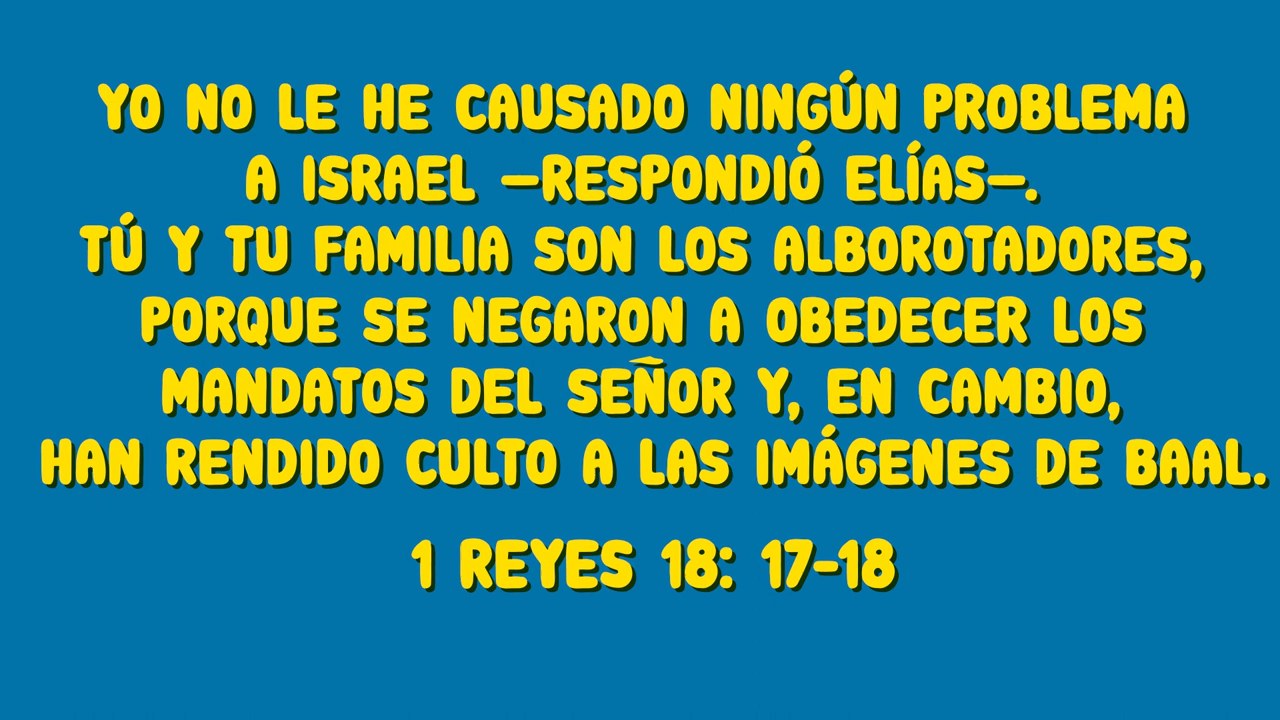 YO NO LE HE CAUSADO NINGÚN PROBLEMA
A ISRAEL —RESPONDIÓ ELÍAS—.
TÚ Y TU FAMILIA SON LOS ALBOROTADORES,
PORQUE SE NEGARON A OBEDECER LOS
MANDATOS DEL SEÑOR Y, EN CAMBIO,
HAN RENDIDO CULTO A LAS IMÁGENES DE BAAL.
1 REYES 18: 17-18